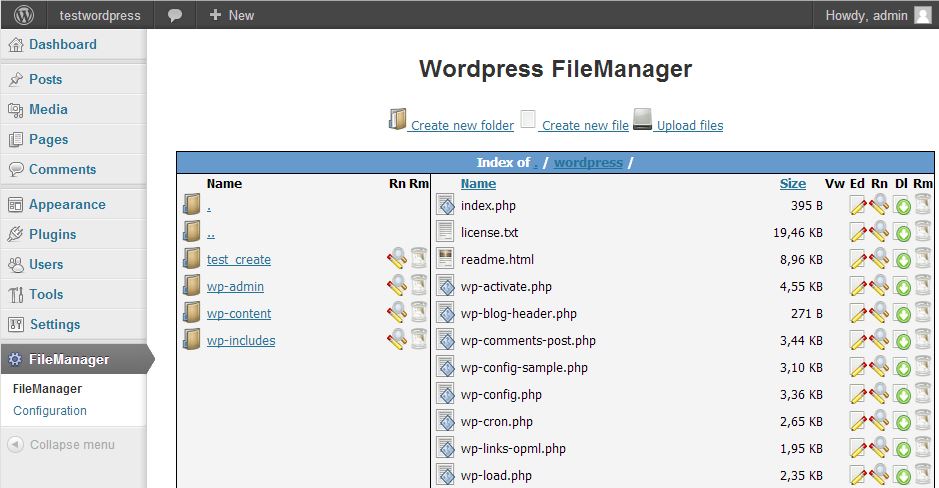 testwordpress + New Howdy, admin
Dashboard
Posts
Media
Pages
Comments
Appearance
Plugins
Users
Tools
Settings
FileManager
FileManager
Configuration
Collapse menu
Wordpress FileManager
Create new folder Create new file Upload files
Index of . / wordpress /
Name Rn Rm
.
..
test_create
wp-admin
wp-content
wp-includes
Name Size Vw Ed Rn Dl Rm
index.php 395 B
license.txt 19,46 KB
readme.html 8,96 KB
wp-activate.php 4,55 KB
wp-blog-header.php 271 B
wp-comments-post.php 3,44 KB
wp-config-sample.php 3,10 KB
wp-config.php 3,36 KB
wp-cron.php 2,65 KB
wp-links-opml.php 1,95 KB
wp-load.php 2,35 KB